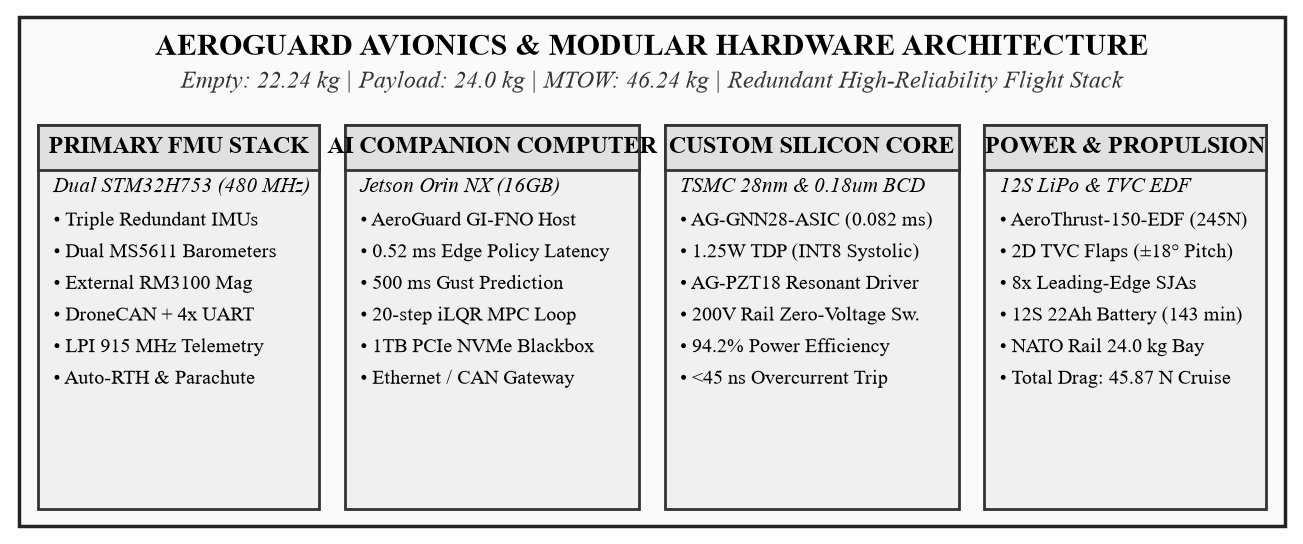 AEROGUARD AVIONICS & MODULAR HARDWARE ARCHITECTURE
Empty: 22.24 kg | Payload: 24.0 kg | MTOW: 46.24 kg | Redundant High-Reliability Flight Stack
PRIMARY FMU STACK
Dual STM32H753 (480 MHz)
• Triple Redundant IMUs
• Dual MS5611 Barometers
• External RM3100 Mag
• DroneCAN + 4x UART
• LPI 915 MHz Telemetry
• Auto-RTH & Parachute
AI COMPANION COMPUTER
Jetson Orin NX (16GB)
• AeroGuard GI-FNO Host
• 0.52 ms Edge Policy Latency
• 500 ms Gust Prediction
• 20-step iLQR MPC Loop
• 1TB PCIe NVMe Blackbox
• Ethernet / CAN Gateway
CUSTOM SILICON CORE
TSMC 28nm & 0.18um BCD
• AG-GNN28-ASIC (0.082 ms)
• 1.25W TDP (INT8 Systolic)
• AG-PZT18 Resonant Driver
• 200V Rail Zero-Voltage Sw.
• 94.2% Power Efficiency
• <45 ns Overcurrent Trip
POWER & PROPULSION
12S LiPo & TVC EDF
• AeroThrust-150-EDF (245N)
• 2D TVC Flaps (±18° Pitch)
• 8x Leading-Edge SJAs
• 12S 22Ah Battery (143 min)
• NATO Rail 24.0 kg Bay
• Total Drag: 45.87 N Cruise